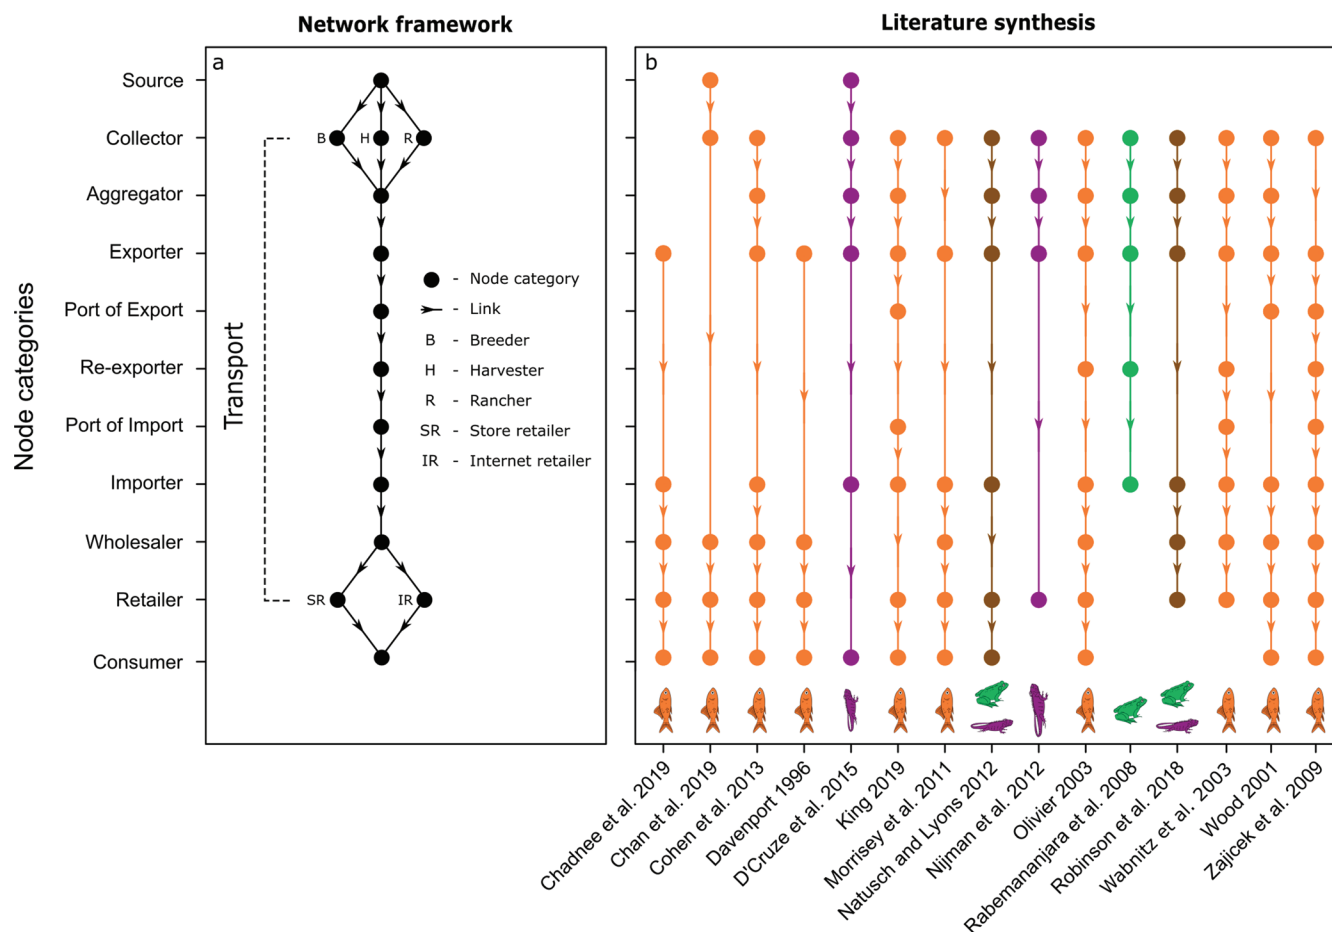 Network framework
Literature synthesis
a
b
Node categories
Source
Collector
Aggregator
Exporter
Port of Export
Re-exporter
Port of Import
Importer
Wholesaler
Retailer
Consumer
Transport
B
H
R
SR
IR
- Node category
- Link
B - Breeder
H - Harvester
R - Rancher
SR - Store retailer
IR - Internet retailer
Chadnee et al. 2019
Chan et al. 2019
Cohen et al. 2013
Davenport 1996
D'Cruze et al. 2015
King 2019
Morrisey et al. 2011
Natusch and Lyons 2012
Nijman et al. 2012
Olivier 2003
Rabemananjara et al. 2008
Robinson et al. 2018
Wabnitz et al. 2003
Wood 2001
Zajicek et al. 2009